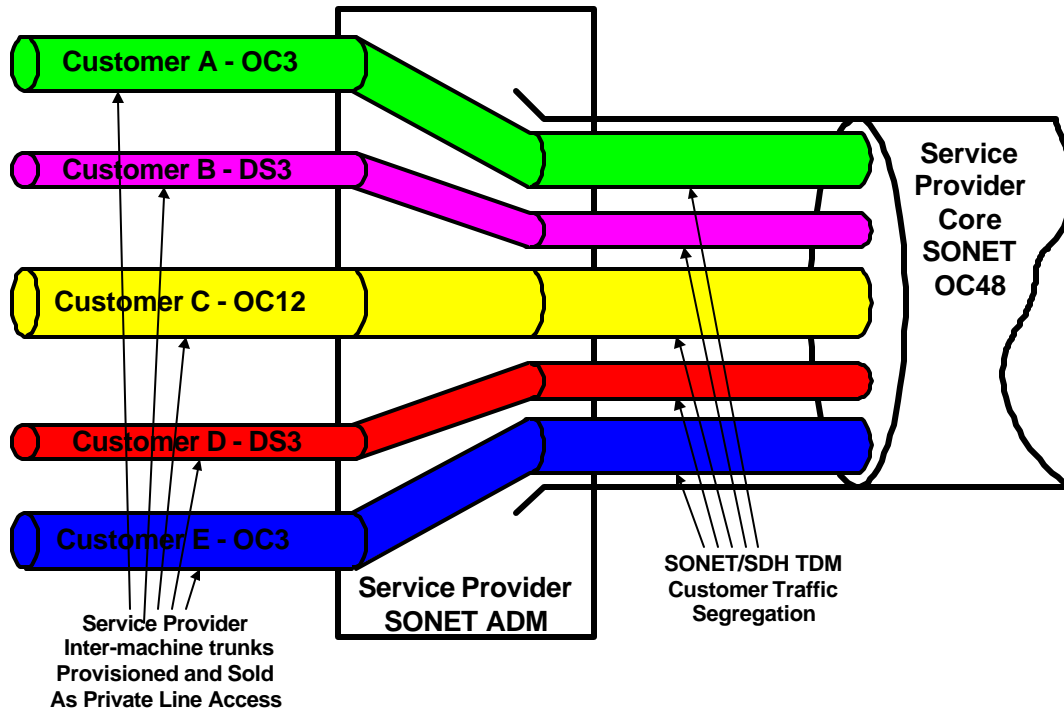 Customer A - OC3
Customer B - DS3
Customer C - OC12
Customer D - DS3
Customer E - OC3
Service
Provider
Core
SONET
OC48
Service Provider
SONET ADM
SONET/SDH TDM
Customer Traffic
Segregation
Service Provider
Inter-machine trunks
Provisioned and Sold
As Private Line Access